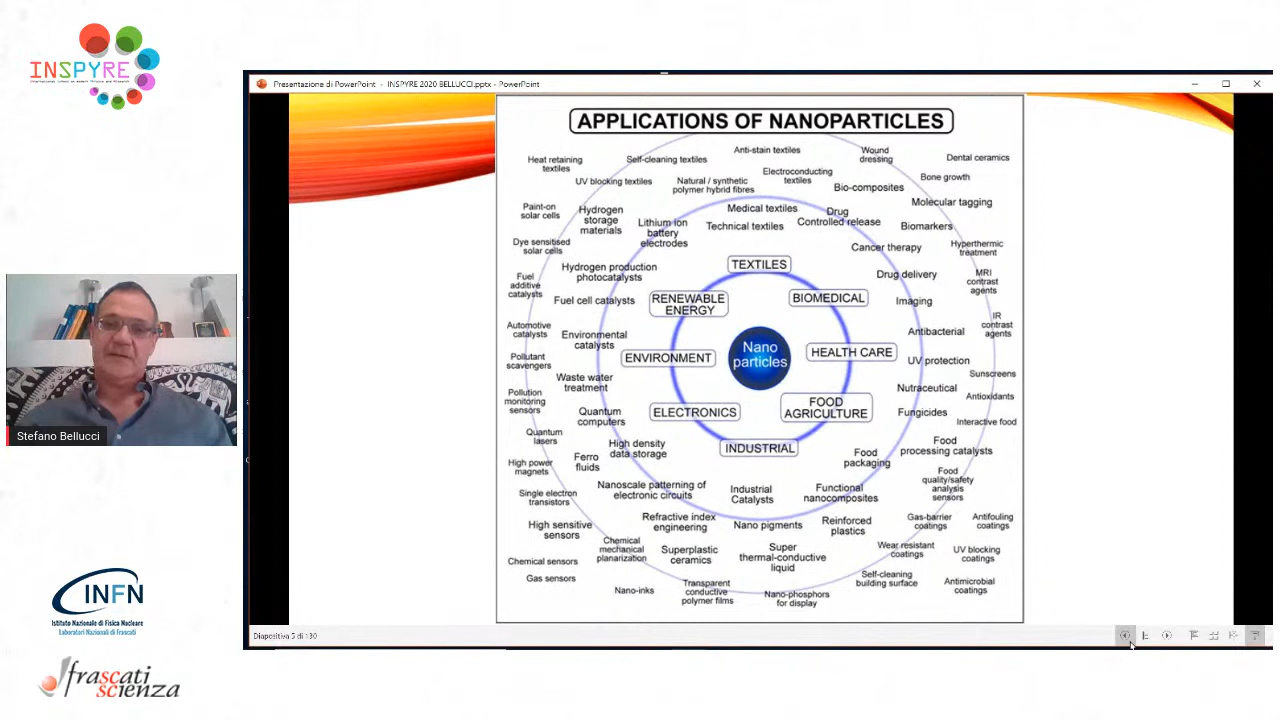 INSPYRE
Presentazione di PowerPoint - INSPYRE 2020 BELLUCCI.pptx - PowerPoint
APPLICATIONS OF NANOPARTICLES
Heat retaining
textiles
Self-cleaning textiles
Anti-stain textiles
Wound
dressing
Dental ceramics
UV blocking textiles
Natural / synthetic
polymer hybrid fibres
Electroconducting
textiles
Bio-composites
Bone growth
Paint-on
solar cells
Hydrogen
storage
materials
Lithium ion
battery
electrodes
Medical textiles
Technical textiles
Drug
Controlled release
Molecular tagging
Biomarkers
Dye sensitised
solar cells
Cancer therapy
Hyperthermic
treatment
Hydrogen production
photocatalysts
TEXTILES
Drug delivery
MRI
contrast
agents
Fuel
additive
catalysts
Fuel cell catalysts
RENEWABLE
ENERGY
BIOMEDICAL
Imaging
IR
contrast
agents
Automotive
catalysts
Environmental
catalysts
Antibacterial
Pollutant
scavengers
ENVIRONMENT
Nano
particles
HEALTH CARE
UV protection
Sunscreens
Waste water
treatment
Nutraceutical
Antioxidants
Pollution
monitoring
sensors
Quantum
computers
ELECTRONICS
FOOD
AGRICULTURE
Fungicides
Interactive food
Quantum
lasers
High density
data storage
INDUSTRIAL
Food
processing catalysts
High power
magnets
Ferro
fluids
Food
packaging
Food
quality/safety
analysis
sensors
Single electron
transistors
Nanoscale patterning of
electronic circuits
Industrial
Catalysts
Functional
nanocomposites
High sensitive
sensors
Refractive index
engineering
Nano pigments
Reinforced
plastics
Gas-barrier
coatings
Antifouling
coatings
Chemical sensors
Chemical
mechanical
planarization
Superplastic
ceramics
Super
thermal-conductive
liquid
Wear resistant
coatings
UV blocking
coatings
Gas sensors
Nano-inks
Transparent
conductive
polymer films
Nano-phosphors
for display
Self-cleaning
building surface
Antimicrobial
coatings
Stefano Bellucci
INFN
Istituto Nazionale di Fisica Nucleare
Laboratori Nazionali di Frascati
frascati
scienza
Diapositiva 5 di 130